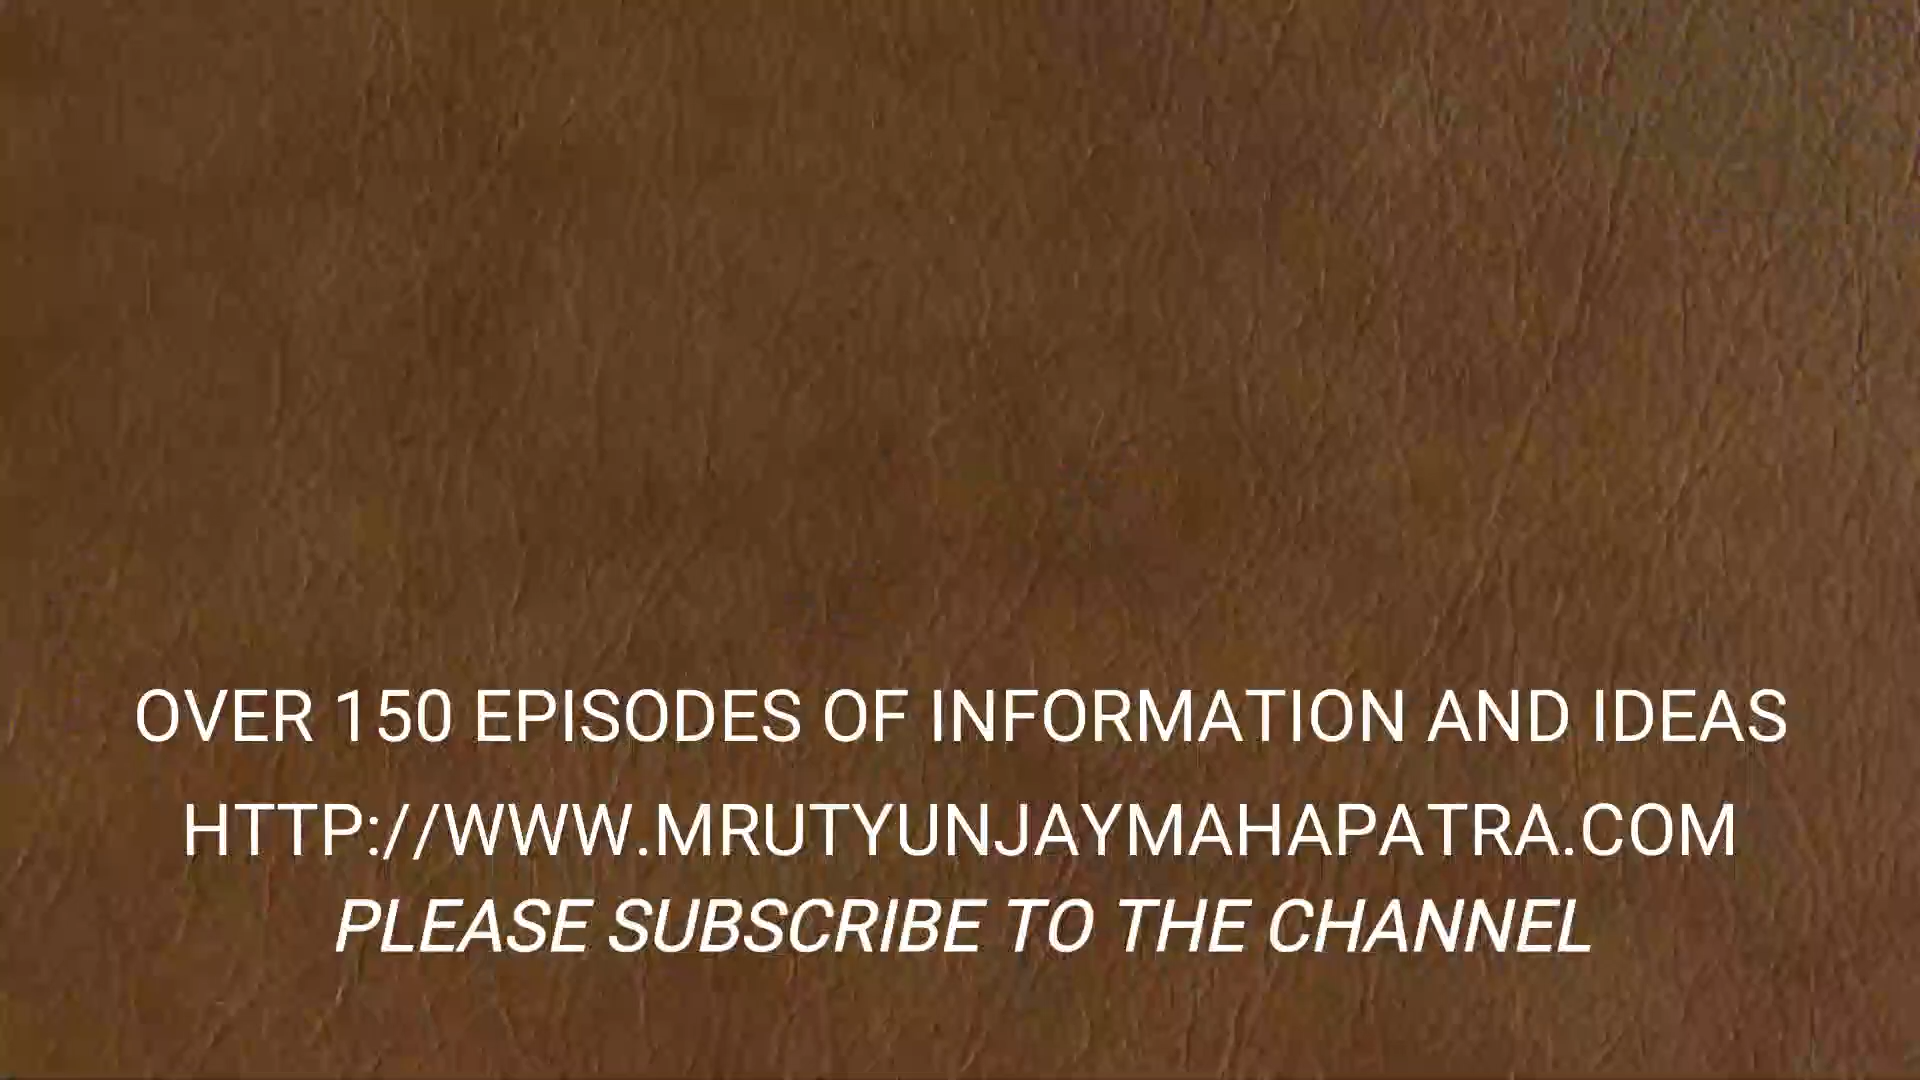 OVER 150 EPISODES OF INFORMATION AND IDEAS
HTTP://WWW.MRUTYUNJAYMAHAPATRA.COM
PLEASE SUBSCRIBE TO THE CHANNEL